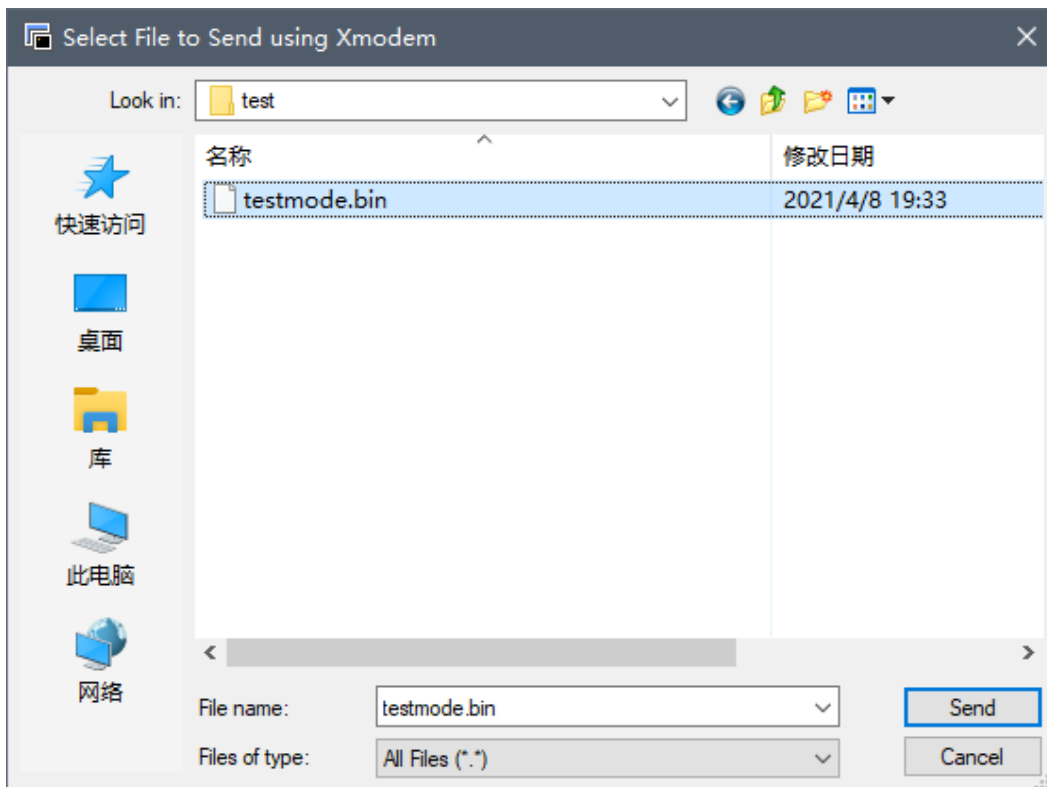 Select File to Send using Xmodem
Look in: test
名称 修改日期
testmode.bin 2021/4/8 19:33
快速访问
桌面
库
此电脑
网络
File name: testmode.bin Send
Files of type: All Files (*.*) Cancel